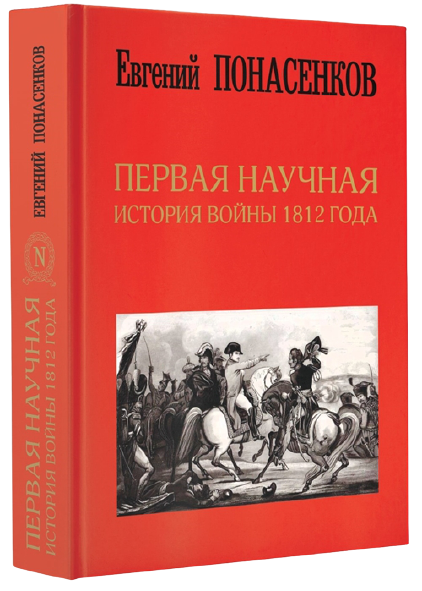 Евгений ПОНАСЕНКОВ
ПЕРВАЯ НАУЧНАЯ
ИСТОРИЯ ВОЙНЫ 1812 ГОДА
ЕВГЕНИЙ ПОНАСЕНКОВ
N
ПЕРВАЯ НАУЧНАЯ
ИСТОРИЯ ВОЙНЫ 1812 ГОДА